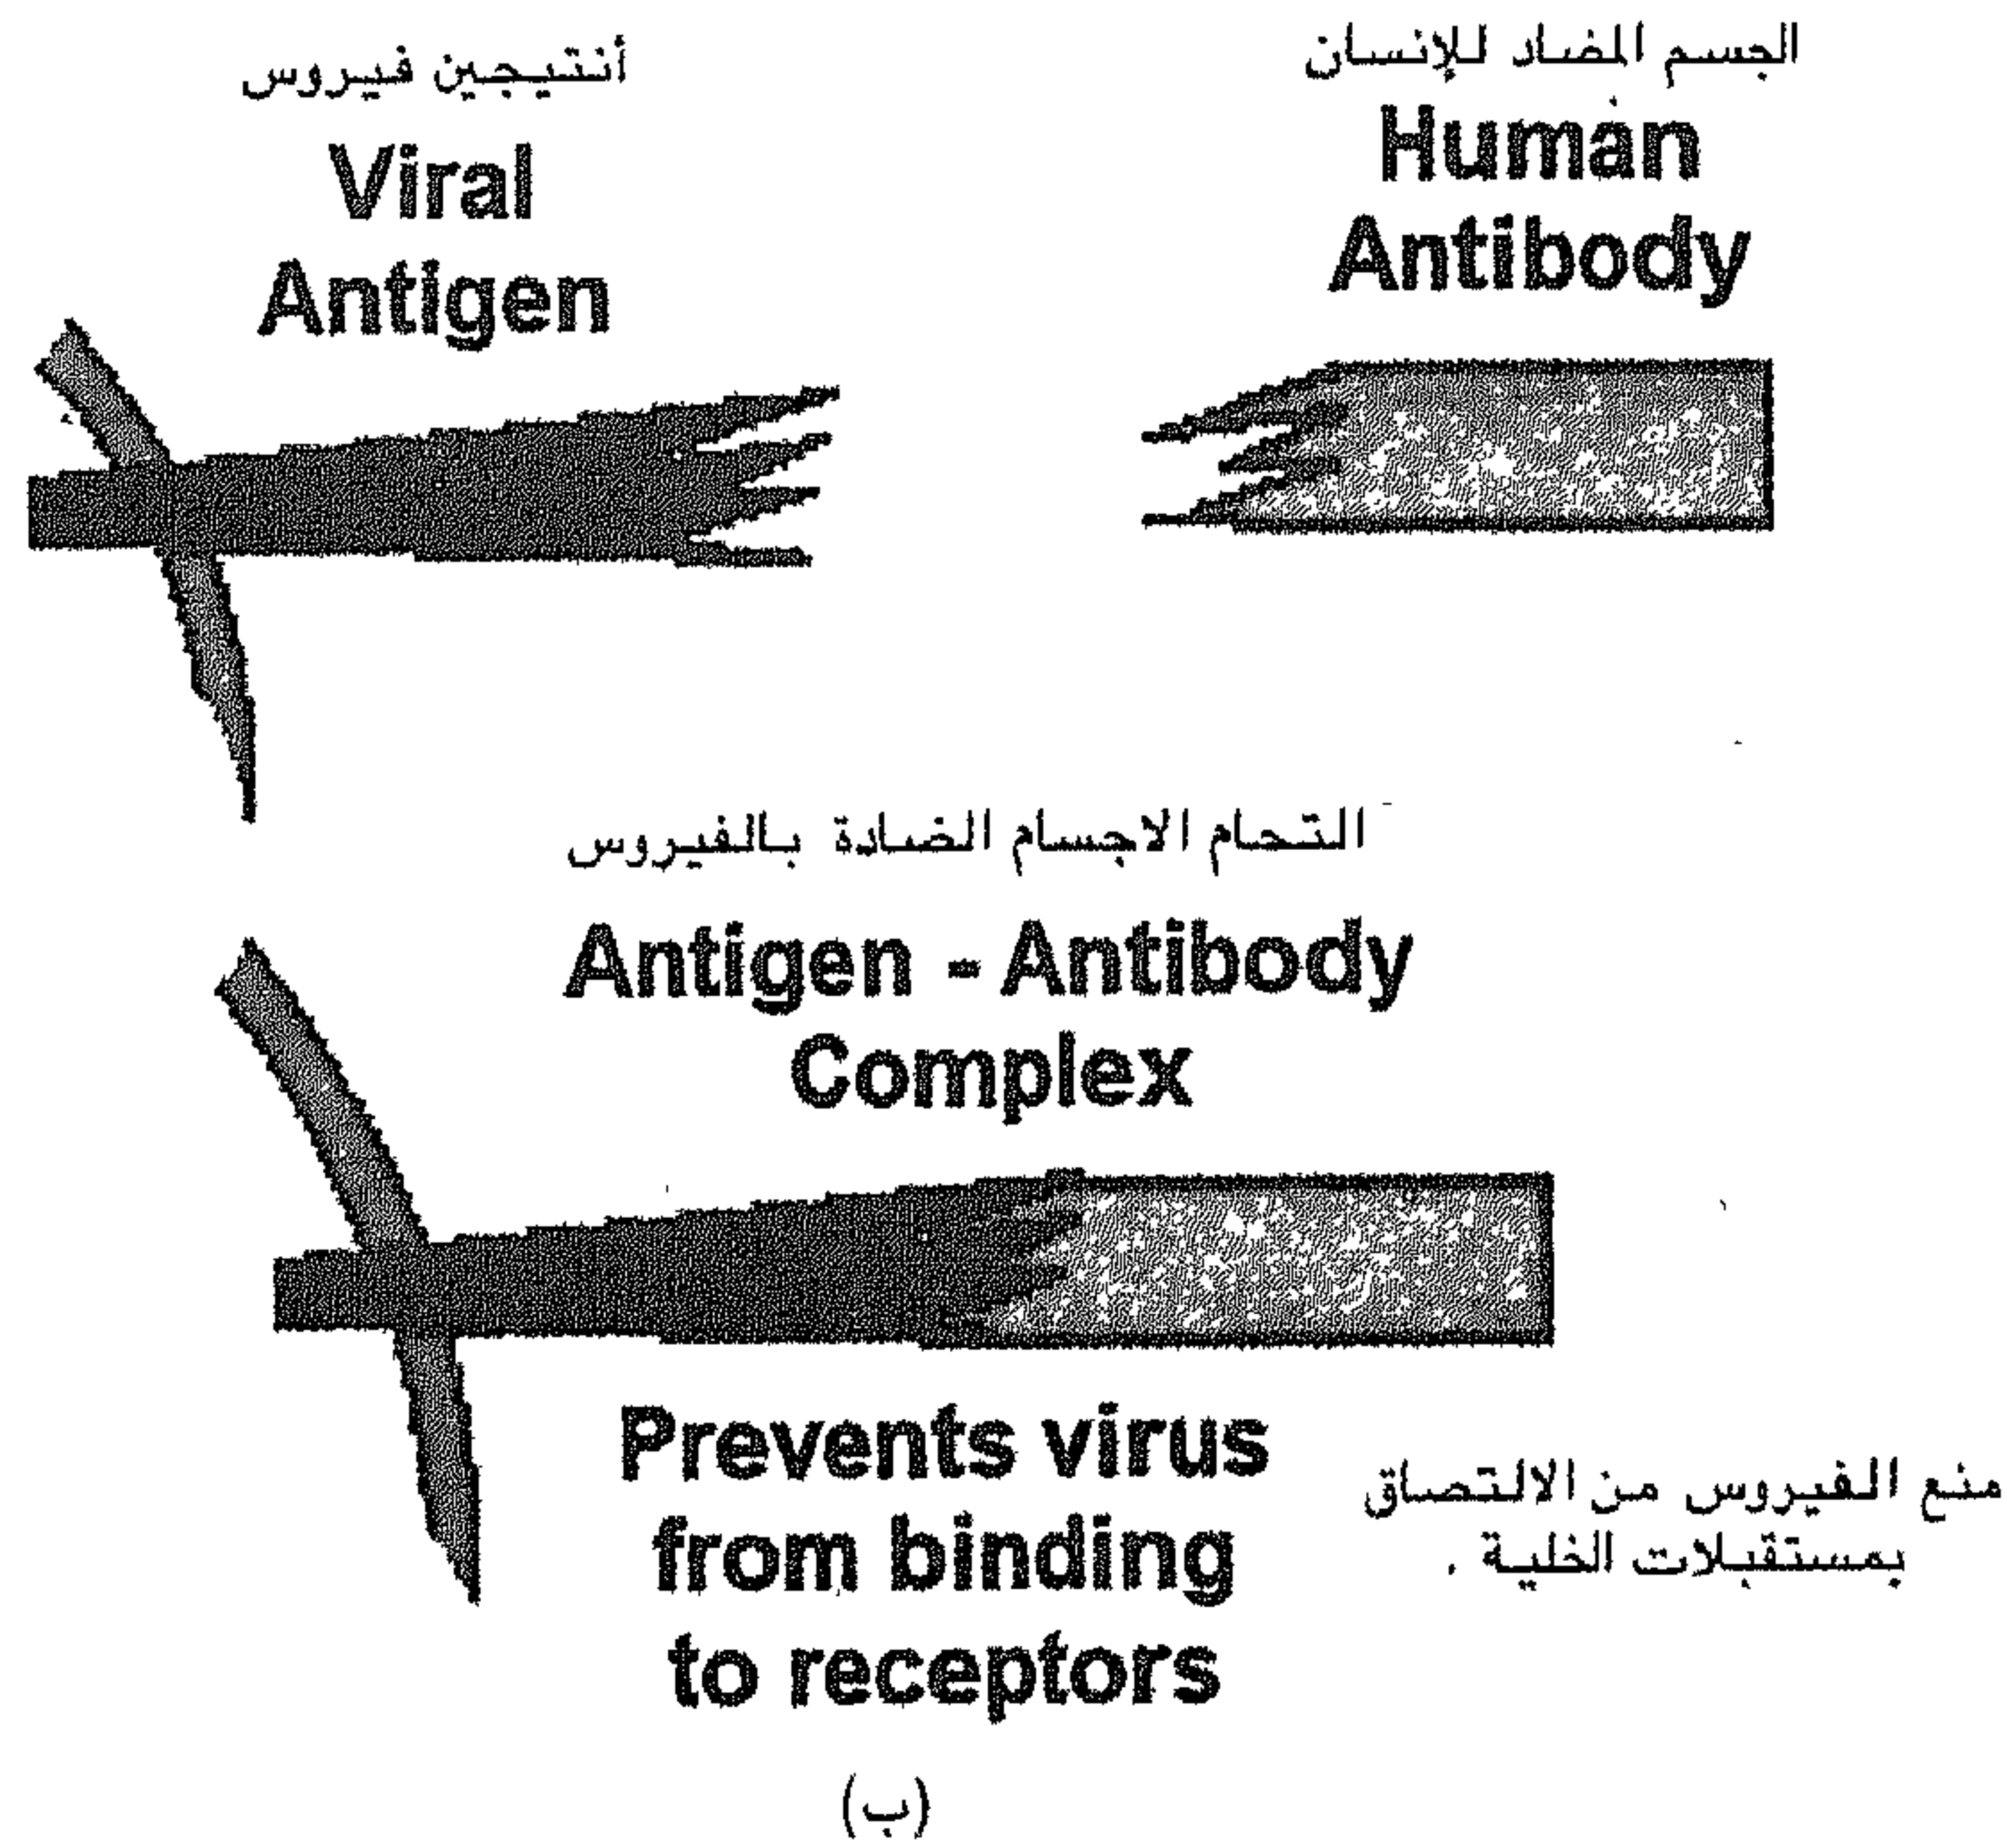 أنتيجين فيروس
Viral
Antigen
الجسم المضاد للإنسان
Human
Antibody
التحام الاجسام الضادة بالفيروس
Antigen - Antibody
Complex
Prevents virus
from binding
to receptors
منع الفيروس من الالتصاق
بمستقبلات الخلية .
(ب)